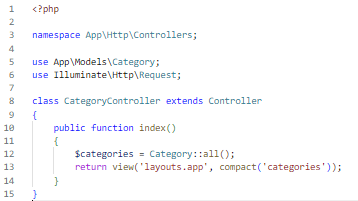 1 <?php
2
3 namespace App\Http\Controllers;
4
5 use App\Models\Category;
6 use Illuminate\Http\Request;
7
8 class CategoryController extends Controller
9 {
10     public function index()
11     {
12         $categories = Category::all();
13         return view('layouts.app', compact('categories'));
14     }
15 }